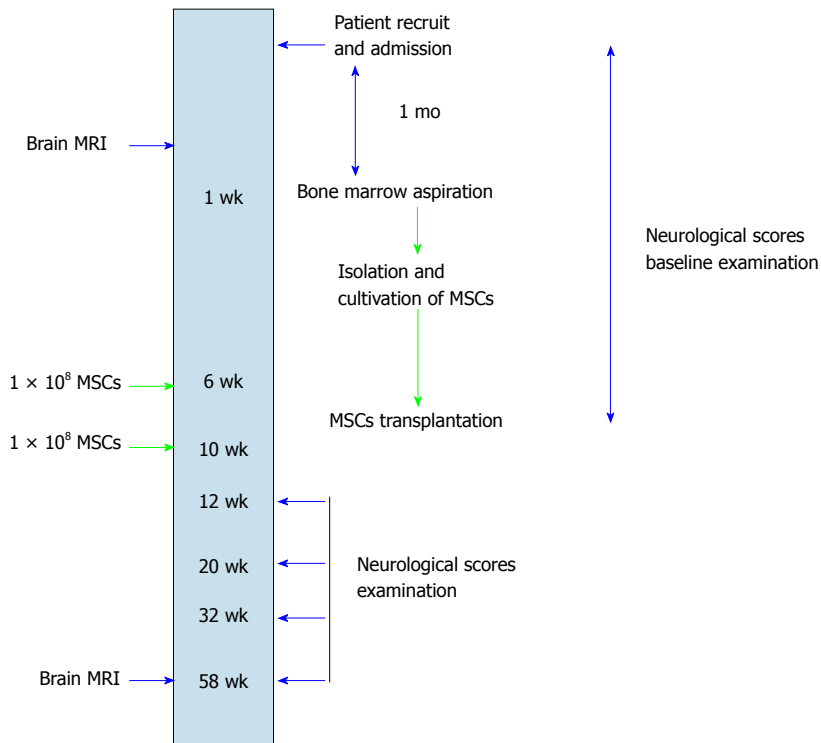 Patient recruit
and admission
1 mo
Brain MRI
Bone marrow aspiration
1 wk
Neurological scores
baseline examination
Isolation and
cultivation of MSCs
1 × 10⁸ MSCs
6 wk
MSCs transplantation
1 × 10⁸ MSCs
10 wk
12 wk
20 wk
Neurological scores
examination
32 wk
Brain MRI
58 wk